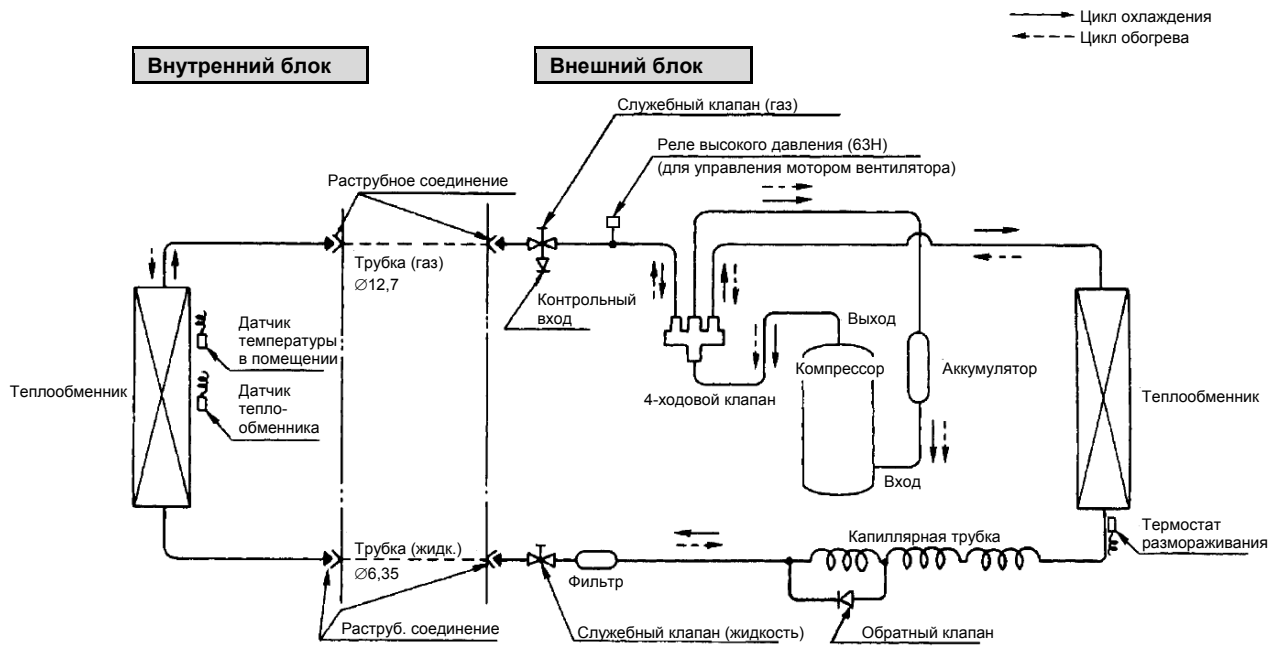 Цикл охлаждения
Цикл обогрева
Внутренний блок
Внешний блок
Служебный клапан (газ)
Реле высокого давления (63H)
(для управления мотором вентилятора)
Раструбное соединение
Трубка (газ)
∅12,7
Контрольный
вход
Датчик
температуры
в помещении
Теплообменник
Датчик
тепло-
обменника
Выход
Компрессор
Аккумулятор
4-ходовой клапан
Теплообменник
Вход
Трубка (жидк.)
∅6,35
Фильтр
Капиллярная трубка
Термостат
размораживания
Раструб. соединение
Служебный клапан (жидкость)
Обратный клапан